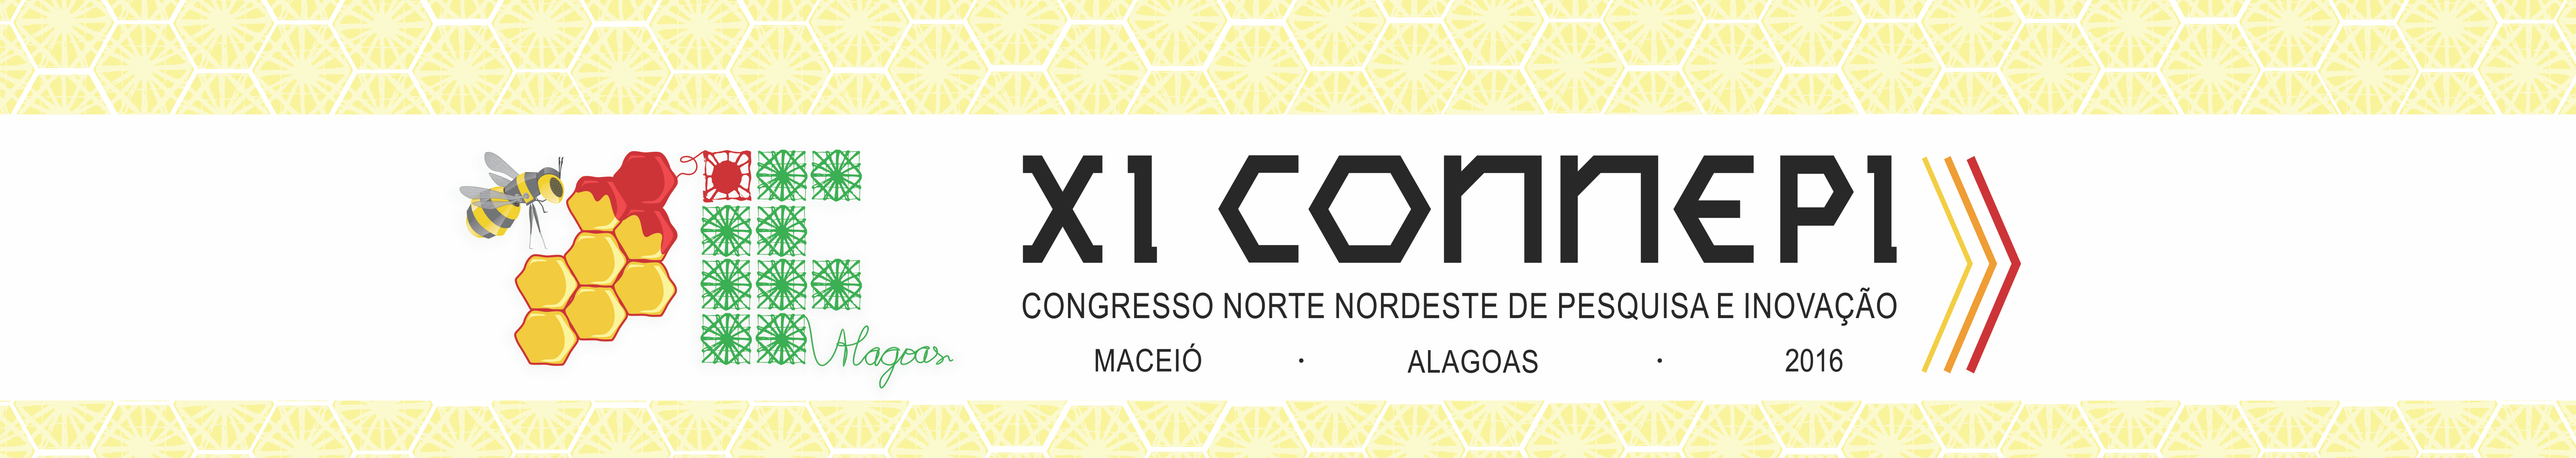 Alagoas
XI CONNEPI
CONGRESSO NORTE NORDESTE DE PESQUISA E INOVAÇÃO
MACEIÓ · ALAGOAS · 2016